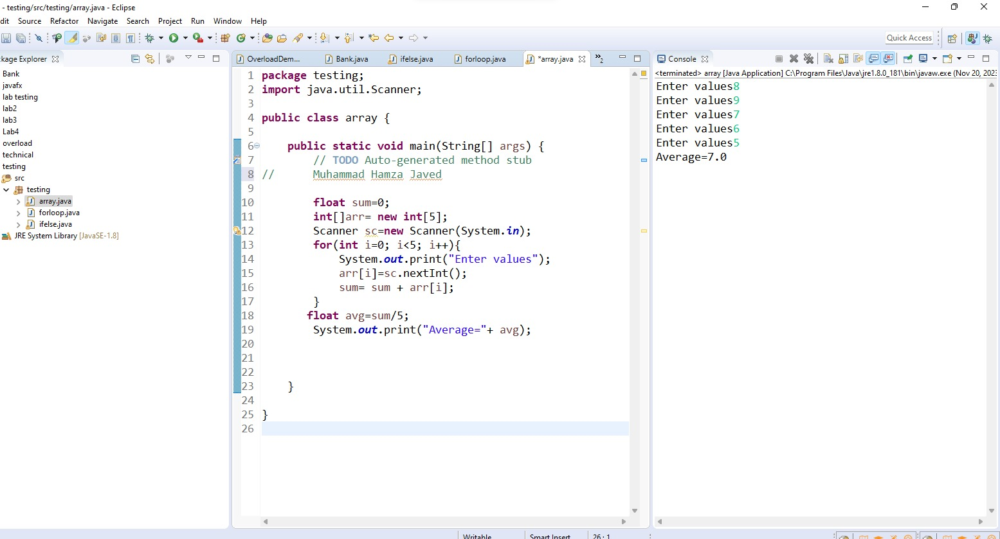 - testing/src/testing/array.java - Eclipse
dit Source Refactor Navigate Search Project Run Window Help
Quick Access
kage Explorer
Bank
javafx
lab testing
lab2
lab3
Lab4
overload
technical
testing
src
testing
array.java
forloop.java
ifelse.java
JRE System Library [JavaSE-1.8]
OverloadDem... Bank.java ifelse.java forloop.java *array.java »2
1 package testing;
2 import java.util.Scanner;
3
4 public class array {
5
6 public static void main(String[] args) {
7 // TODO Auto-generated method stub
8 // Muhammad Hamza Javed
9
10 float sum=0;
11 int[]arr= new int[5];
12 Scanner sc=new Scanner(System.in);
13 for(int i=0; i<5; i++){
14 System.out.print("Enter values");
15 arr[i]=sc.nextInt();
16 sum= sum + arr[i];
17 }
18 float avg=sum/5;
19 System.out.print("Average="+ avg);
20
21
22
23 }
24
25 }
26
Console
<terminated> array [Java Application] C:\Program Files\Java\jre1.8.0_181\bin\javaw.exe (Nov 20, 2023
Enter values8
Enter values9
Enter values7
Enter values6
Enter values5
Average=7.0
Writable Smart Insert 26 : 1